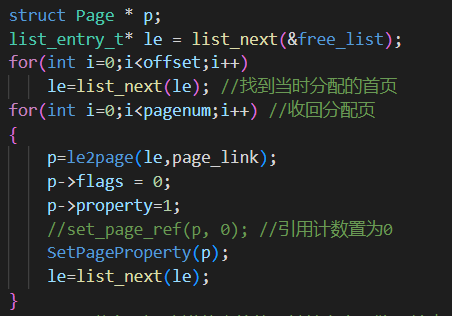 struct Page * p;
list_entry_t* le = list_next(&free_list);
for(int i=0;i<offset;i++)
    le=list_next(le); //找到当时分配的首页
for(int i=0;i<pagenum;i++) //收回分配页
{
    p=le2page(le,page_link);
    p->flags = 0;
    p->property=1;
    //set_page_ref(p, 0); //引用计数置为0
    SetPageProperty(p);
    le=list_next(le);
}